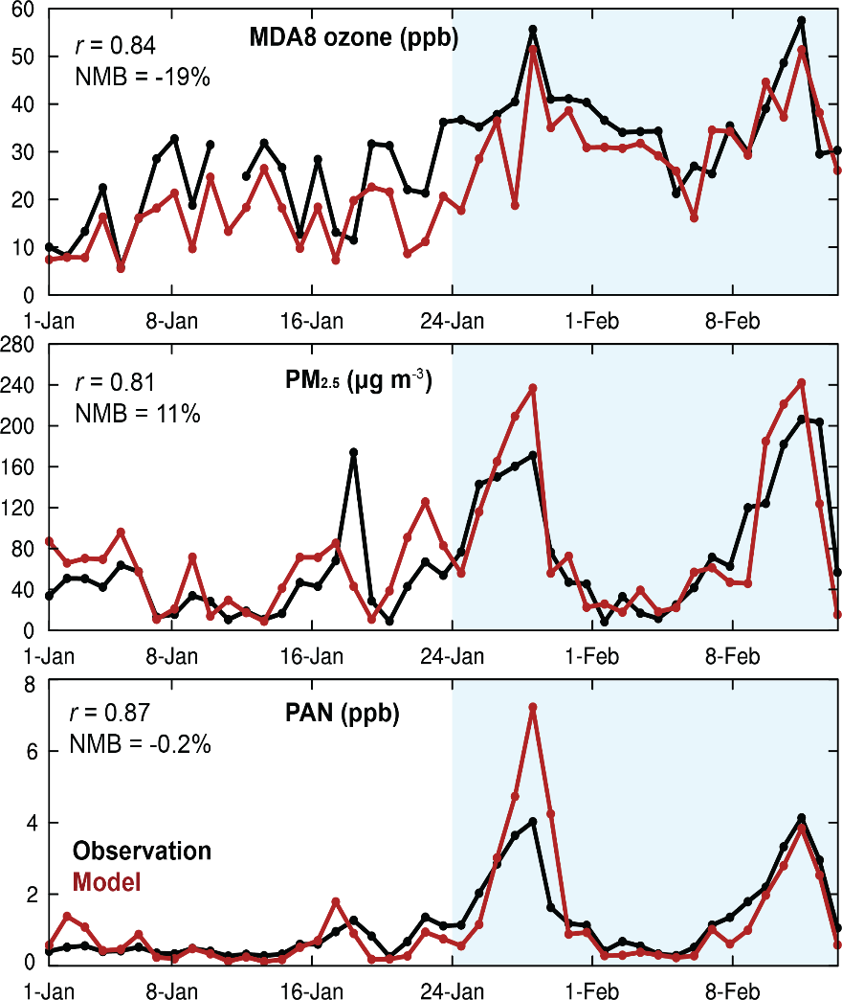 60
MDA8 ozone (ppb)
r = 0.84
NMB = -19%
50
40
30
20
10
0
1-Jan 8-Jan 16-Jan 24-Jan 1-Feb 8-Feb
280
PM2.5 (µg m-3)
r = 0.81
240
NMB = 11%
200
160
120
80
40
0
1-Jan 8-Jan 16-Jan 24-Jan 1-Feb 8-Feb
8
r = 0.87
PAN (ppb)
NMB = -0.2%
6
4
Observation
Model
2
0
1-Jan 8-Jan 16-Jan 24-Jan 1-Feb 8-Feb